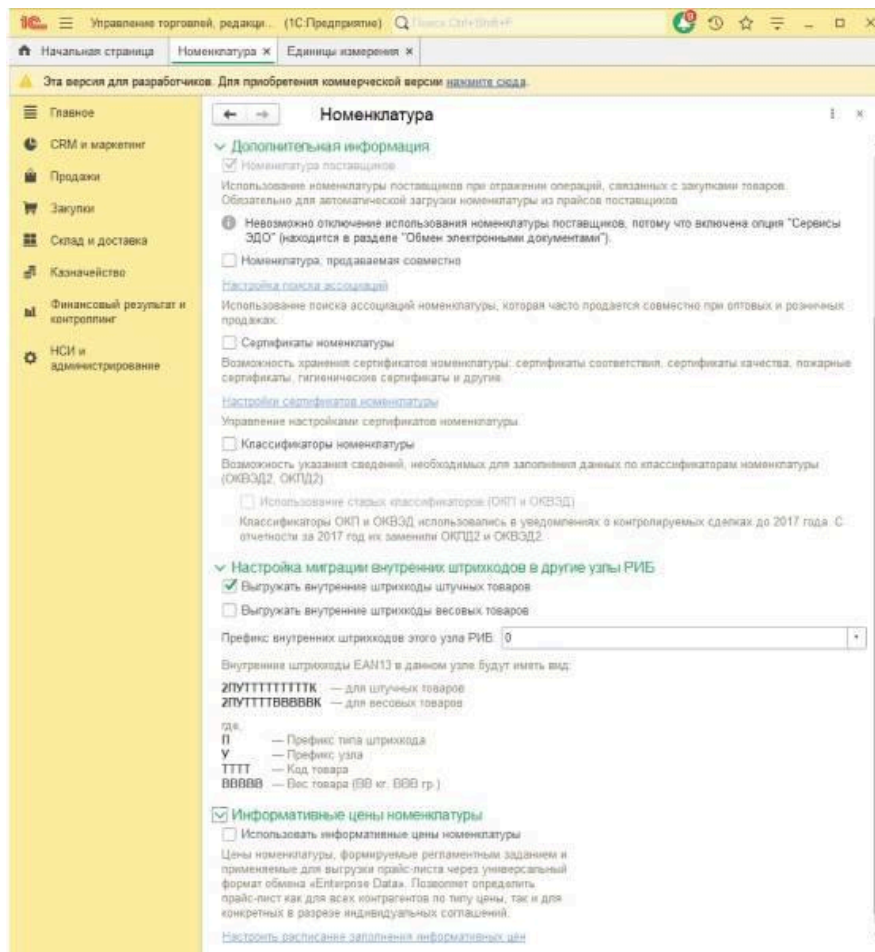 1С Управление торговлей, редакци... (1С:Предприятие) Поиск Ctrl+Shift+F
9
Начальная страница Номенклатура × Единицы измерения ×
Эта версия для разработчиков. Для приобретения коммерческой версии нажмите сюда.
Главное
CRM и маркетинг
Продажи
Закупки
Склад и доставка
Казначейство
Финансовый результат и
контроллинг
НСИ и
администрирование
Номенклатура
Дополнительная информация
Номенклатура поставщиков
Использование номенклатуры поставщиков при отражении операций, связанных с закупками товаров.
Обязательно для автоматической загрузки номенклатуры из прайсов поставщиков
Невозможно отключение использования номенклатуры поставщиков, потому что включена опция "Сервисы
ЭДО" (находится в разделе "Обмен электронными документами").
Номенклатура, продаваемая совместно
Настройка поиска ассоциаций
Использование поиска ассоциаций номенклатуры, которая часто продается совместно при оптовых и розничных
продажах.
Сертификаты номенклатуры
Возможность хранения сертификатов номенклатуры: сертификаты соответствия, сертификаты качества, пожарные
сертификаты, гигиенические сертификаты и другие
Настройки сертификатов номенклатуры
Управление настройками сертификатов номенклатуры
Классификаторы номенклатуры
Возможность указания сведений, необходимых для заполнения данных по классификаторам номенклатуры
(ОКВЭД2, ОКПД2)
Использование старых классификаторов (ОКП и ОКВЭД)
Классификаторы ОКП и ОКВЭД использовались в уведомлениях о контролируемых сделках до 2017 года. С
отчетности за 2017 год их заменили ОКПД2 и ОКВЭД2.
Настройка миграции внутренних штрихкодов в другие узлы РИБ
Выгружать внутренние штрихкоды штучных товаров
Выгружать внутренние штрихкоды весовых товаров
Префикс внутренних штрихкодов этого узла РИБ: 0
Внутренние штрихкоды EAN13 в данном узле будут иметь вид:
2ПУТТТТТТТТТК — для штучных товаров
2ПУТТТТВВВВВК — для весовых товаров
где,
П — Префикс типа штрихкода
У — Префикс узла
ТТТТ — Код товара
ВВВВВ — Вес товара (ВВ кг. ВВВ гр.)
Информативные цены номенклатуры
Использовать информативные цены номенклатуры
Цены номенклатуры, формируемые регламентным заданием и
применяемые для выгрузки прайс-листа через универсальный
формат обмена «Enterpose Data». Позволяет определить
прайс-лист как для всех контрагентов по типу цены, так и для
конкретных в разрезе индивидуальных соглашений.
Настроить расписание заполнения информативных цен